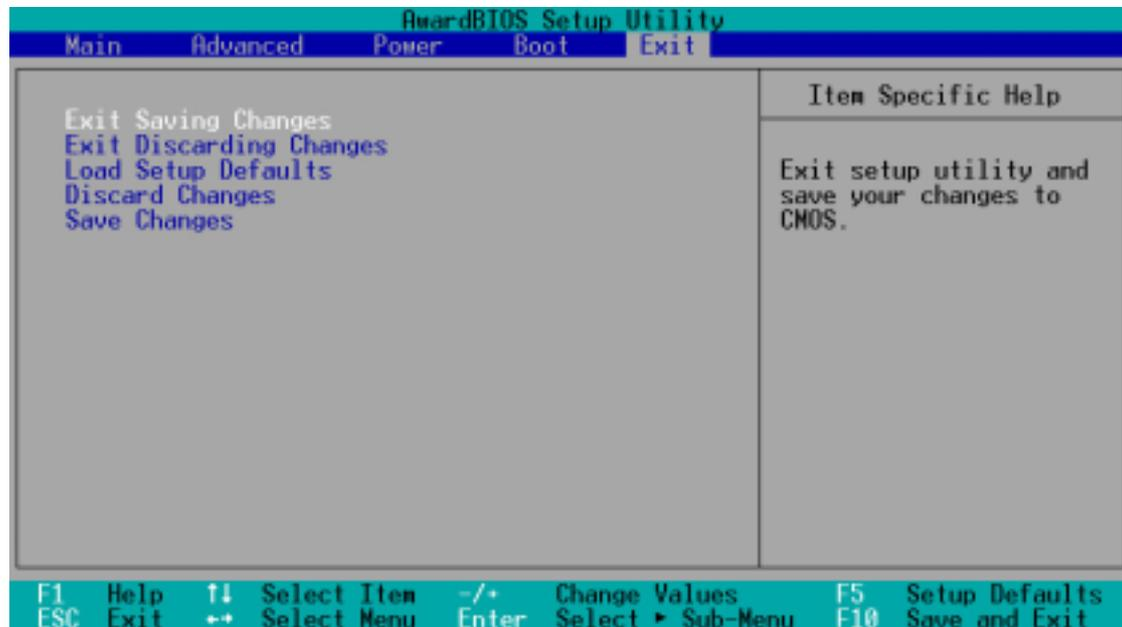 AwardBIOS Setup Utility
Main Advanced Power Boot Exit
Exit Saving Changes
Exit Discarding Changes
Load Setup Defaults
Discard Changes
Save Changes
Item Specific Help
Exit setup utility and
save your changes to
CMOS.
F1 Help ↑↓ Select Item -/+ Change Values F5 Setup Defaults
ESC Exit ←→ Select Menu Enter Select ► Sub-Menu F10 Save and Exit